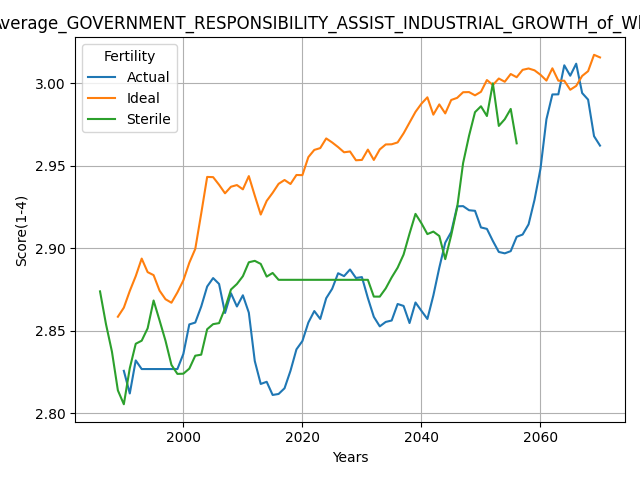 Average_GOVERNMENT_RESPONSIBILITY_ASSIST_INDUSTRIAL_GROWTH_of_Wh
Fertility
Actual
Ideal
Sterile
3.00
2.95
2.90
2.85
2.80
Score(1-4)
2000 2020 2040 2060
Years